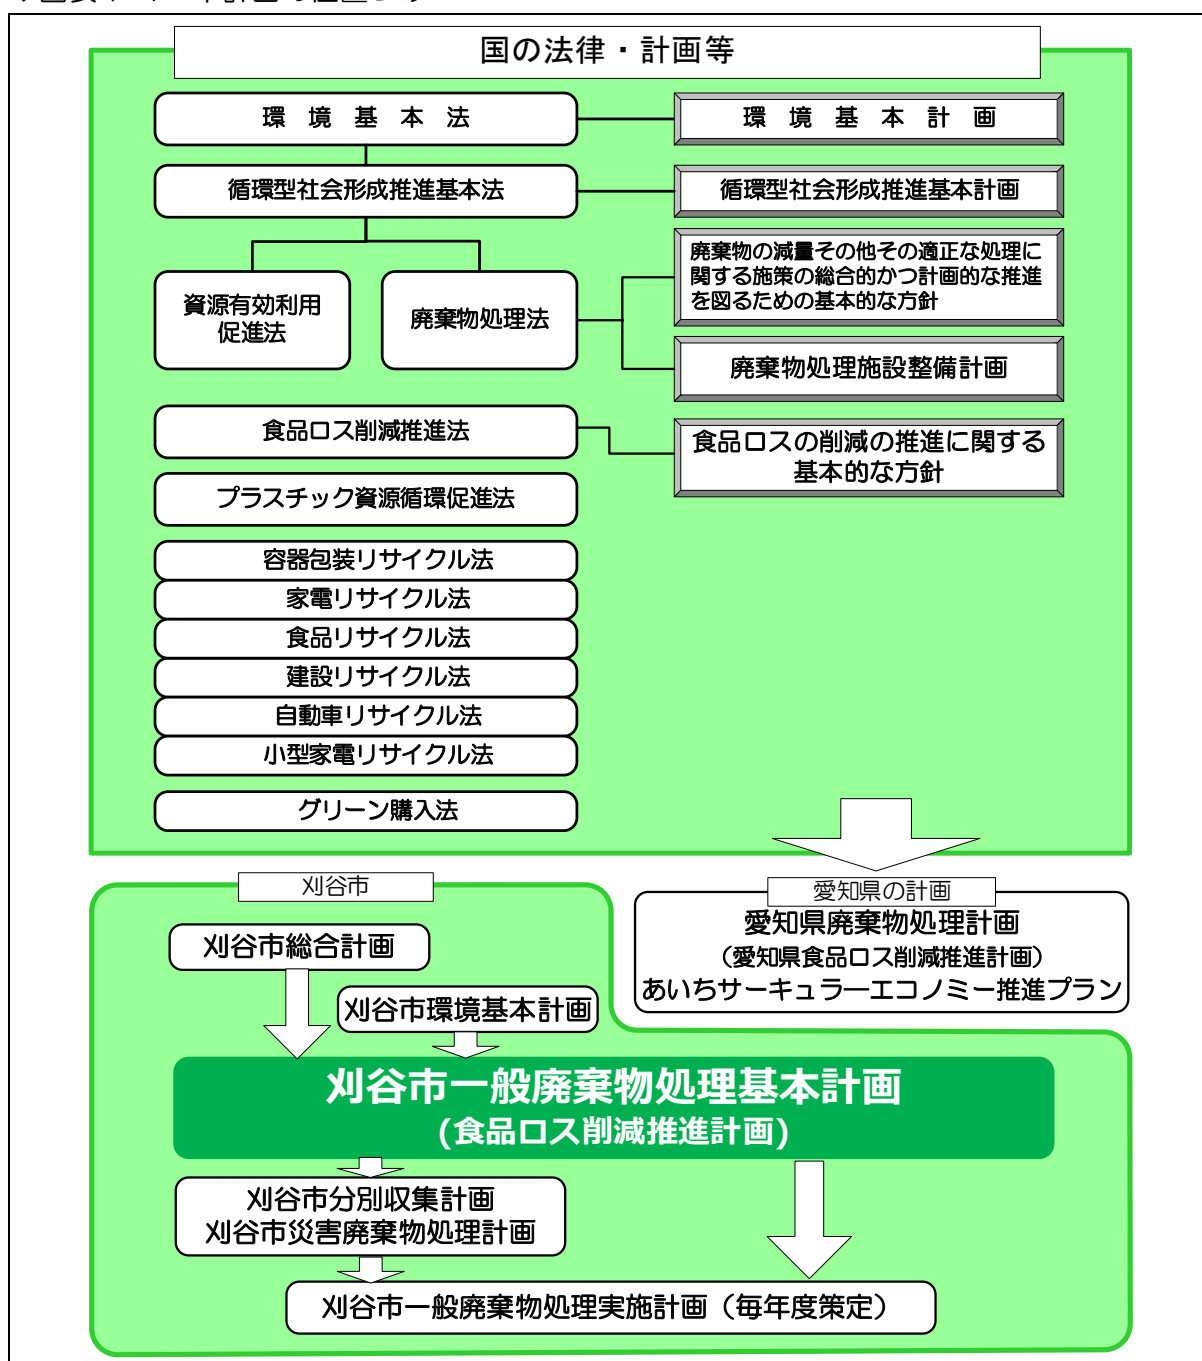 国の法律・計画等
環境基本法
環境基本計画
循環型社会形成推進基本法
循環型社会形成推進基本計画
資源有効利用
促進法
廃棄物処理法
廃棄物の減量その他その適正な処理に
関する施策の総合的かつ計画的な推進
を図るための基本的な方針
廃棄物処理施設整備計画
食品ロス削減推進法
食品ロスの削減の推進に関する
基本的な方針
プラスチック資源循環促進法
容器包装リサイクル法
家電リサイクル法
食品リサイクル法
建設リサイクル法
自動車リサイクル法
小型家電リサイクル法
グリーン購入法
愛知県の計画
愛知県廃棄物処理計画
（愛知県食品ロス削減推進計画）
あいちサーキュラーエコノミー推進プラン
刈谷市
刈谷市総合計画
刈谷市環境基本計画
刈谷市一般廃棄物処理基本計画
(食品ロス削減推進計画)
刈谷市分別収集計画
刈谷市災害廃棄物処理計画
刈谷市一般廃棄物処理実施計画（毎年度策定）